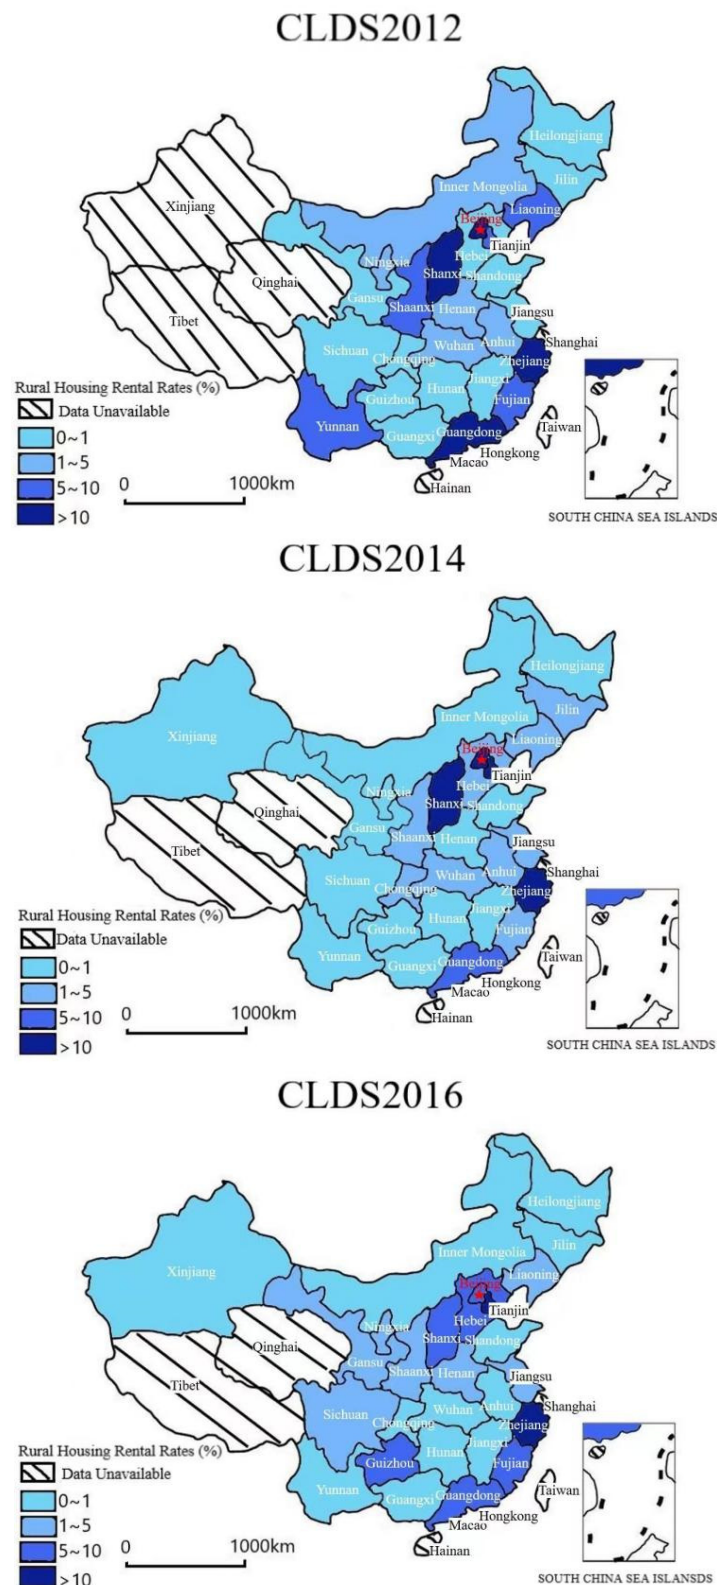 CLDS2012
Heilongjiang
Jilin
Inner Mongolia
Liaoning
Beijing
Xinjiang
Tianjin
Hebei
Ningxia
Shanxi
Shandong
Qinghai
Gansu
Shaanxi
Henan
Jiangsu
Tibet
Shanghai
Sichuan
Wuhan
Anhui
Chongqing
Zhejiang
Hunan
Jiangxi
Rural Housing Rental Rates (%)
Guizhou
Fujian
Data Unavailable
Yunnan
Taiwan
0~1
Guangxi
Guangdong
1~5
Hongkong
Macao
5~10
0
1000km
Hainan
>10
SOUTH CHINA SEA ISLANDS
CLDS2014
Heilongjiang
Jilin
Inner Mongolia
Liaoning
Xinjiang
Beijing
Tianjin
Hebei
Ningxia
Shanxi
Shandong
Qinghai
Gansu
Shaanxi
Henan
Jiangsu
Tibet
Shanghai
Sichuan
Wuhan
Anhui
Chongqing
Zhejiang
Hunan
Jiangxi
Rural Housing Rental Rates (%)
Guizhou
Fujian
Data Unavailable
Yunnan
Taiwan
0~1
Guangxi
Guangdong
1~5
Hongkong
Macao
5~10
0
1000km
Hainan
>10
SOUTH CHINA SEA ISLANDS
CLDS2016
Heilongjiang
Jilin
Inner Mongolia
Liaoning
Xinjiang
Beijing
Tianjin
Hebei
Ningxia
Shanxi
Shandong
Qinghai
Gansu
Shaanxi
Henan
Jiangsu
Tibet
Shanghai
Sichuan
Wuhan
Anhui
Chongqing
Zhejiang
Hunan
Jiangxi
Rural Housing Rental Rates (%)
Guizhou
Fujian
Data Unavailable
Yunnan
Taiwan
0~1
Guangxi
Guangdong
1~5
Hongkong
Macao
5~10
0
1000km
Hainan
>10
SOUTH CHINA SEA ISLANSDS